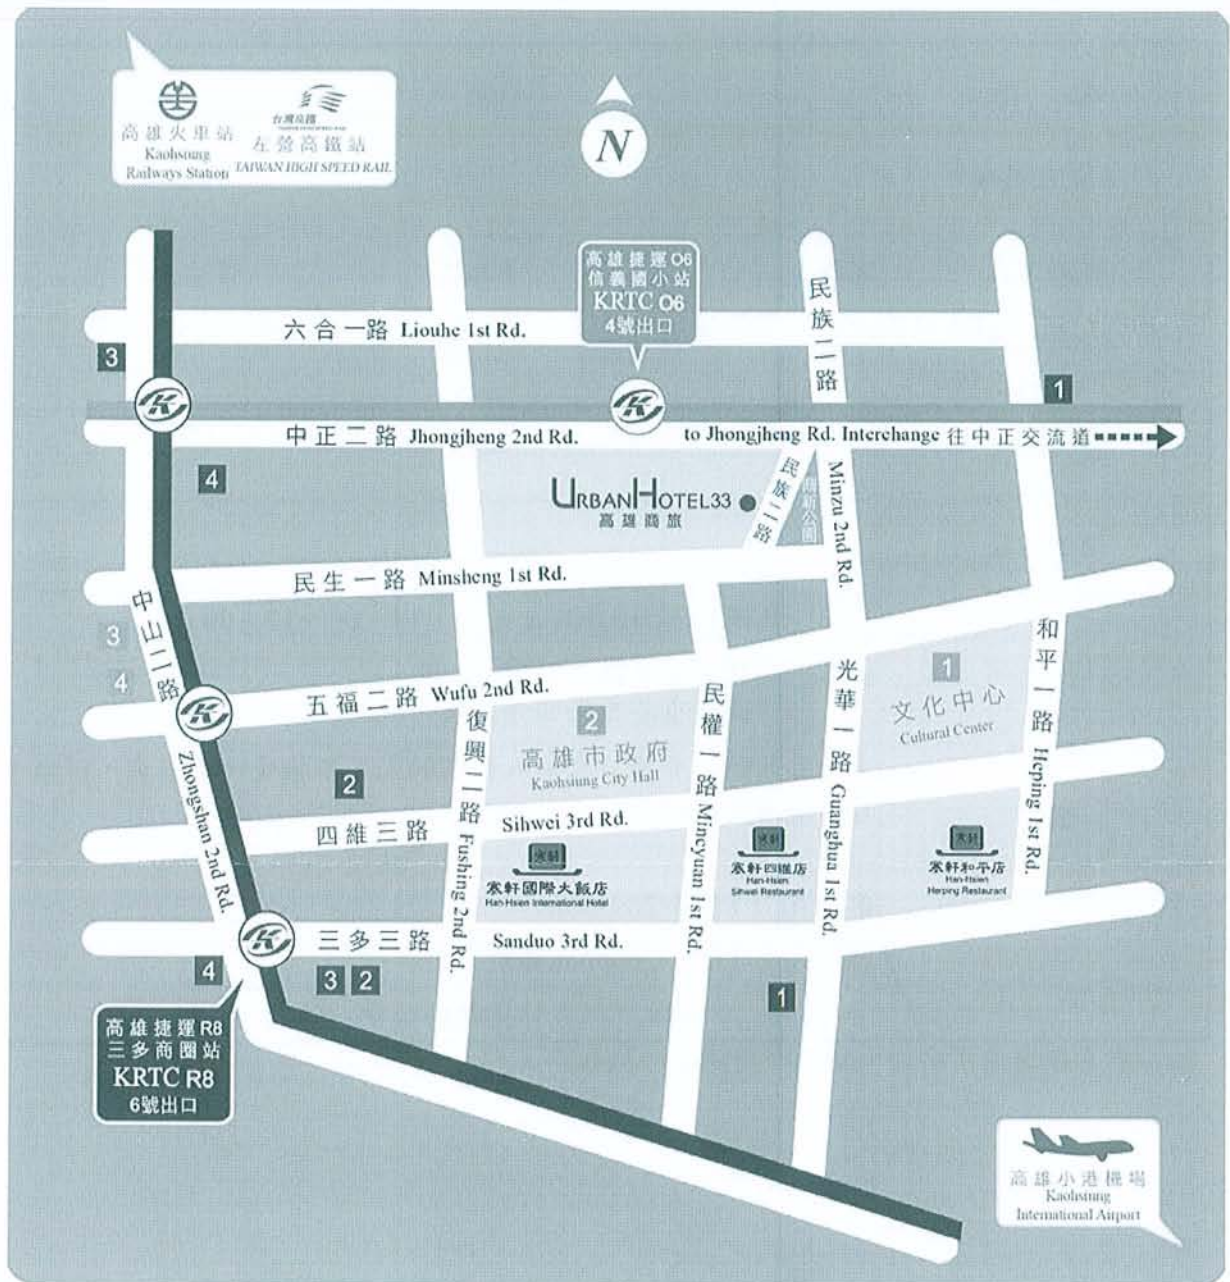 高雄火車站
Kaohsiung
Railways Station
台灣高鐵
左營高鐵站
TAIWAN HIGH SPEED RAIL
N
高雄捷運O6
信義國小站
KRTC O6
4號出口
六合一路 Liouhe 1st Rd.
民族二路
3
1
中正二路 Jhongjheng 2nd Rd.
to Jhongjheng Rd. Interchange 往中正交流道
4
URBANHOTEL33
高雄商旅
民族二路
Minzu 2nd Rd.
民生一路 Minsheng 1st Rd.
中山二路
Zhongshan 2nd Rd.
3
4
五福二路 Wufu 2nd Rd.
復興二路 Fushing 2nd Rd.
2
高雄市政府
Kaohsiung City Hall
民權一路 Mincyuan 1st Rd.
光華一路 Guanghua 1st Rd.
1
文化中心
Cultural Center
和平一路 Heping 1st Rd.
2
四維三路 Sihwei 3rd Rd.
寒軒
寒軒國際大飯店
Han-Hsien International Hotel
寒軒
寒軒四維店
Han-Hsien
Sihwei Restaurant
寒軒
寒軒和平店
Han-Hsien
Herping Restaurant
三多三路 Sanduo 3rd Rd.
4
3 2
1
高雄捷運R8
三多商圈站
KRTC R8
6號出口
高雄小港機場
Kaohsiung
International Airport